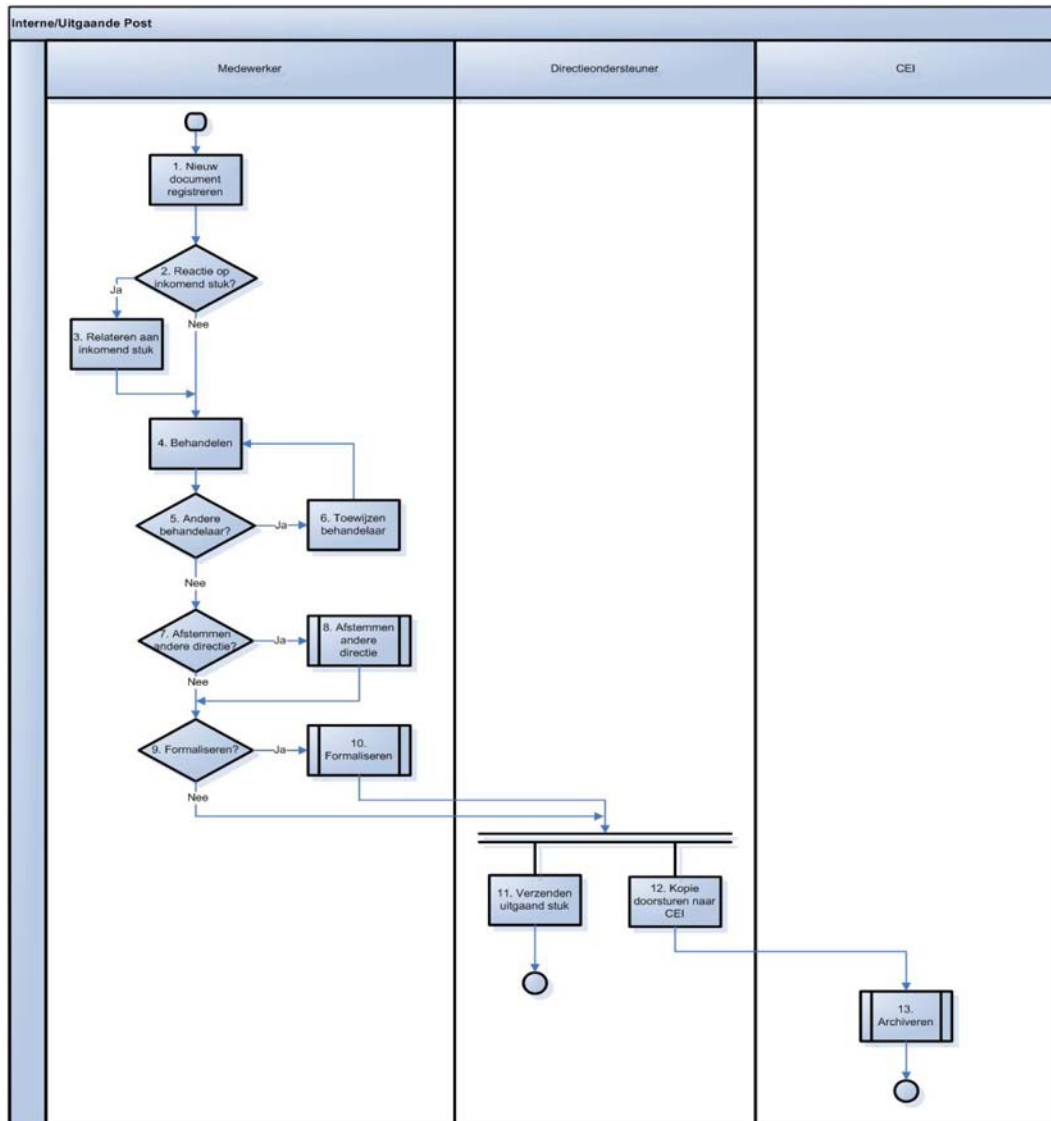 Interne/Uitgaande Post
Medewerker
Directieondersteuner
CEI
1. Nieuw
document
registreren
2. Reactie op
inkomend stuk?
Ja
Nee
3. Relateren aan
inkomend stuk
4. Behandelen
5. Andere
behandelaar?
Ja
6. Toewijzen
behandelaar
Nee
7. Afstemmen
andere directie?
Ja
8. Afstemmen
andere
directie
Nee
9. Formaliseren?
Ja
10.
Formaliseren
Nee
11. Verzenden
uitgaand stuk
12. Kopie
doorsturen naar
CEI
13.
Archiveren